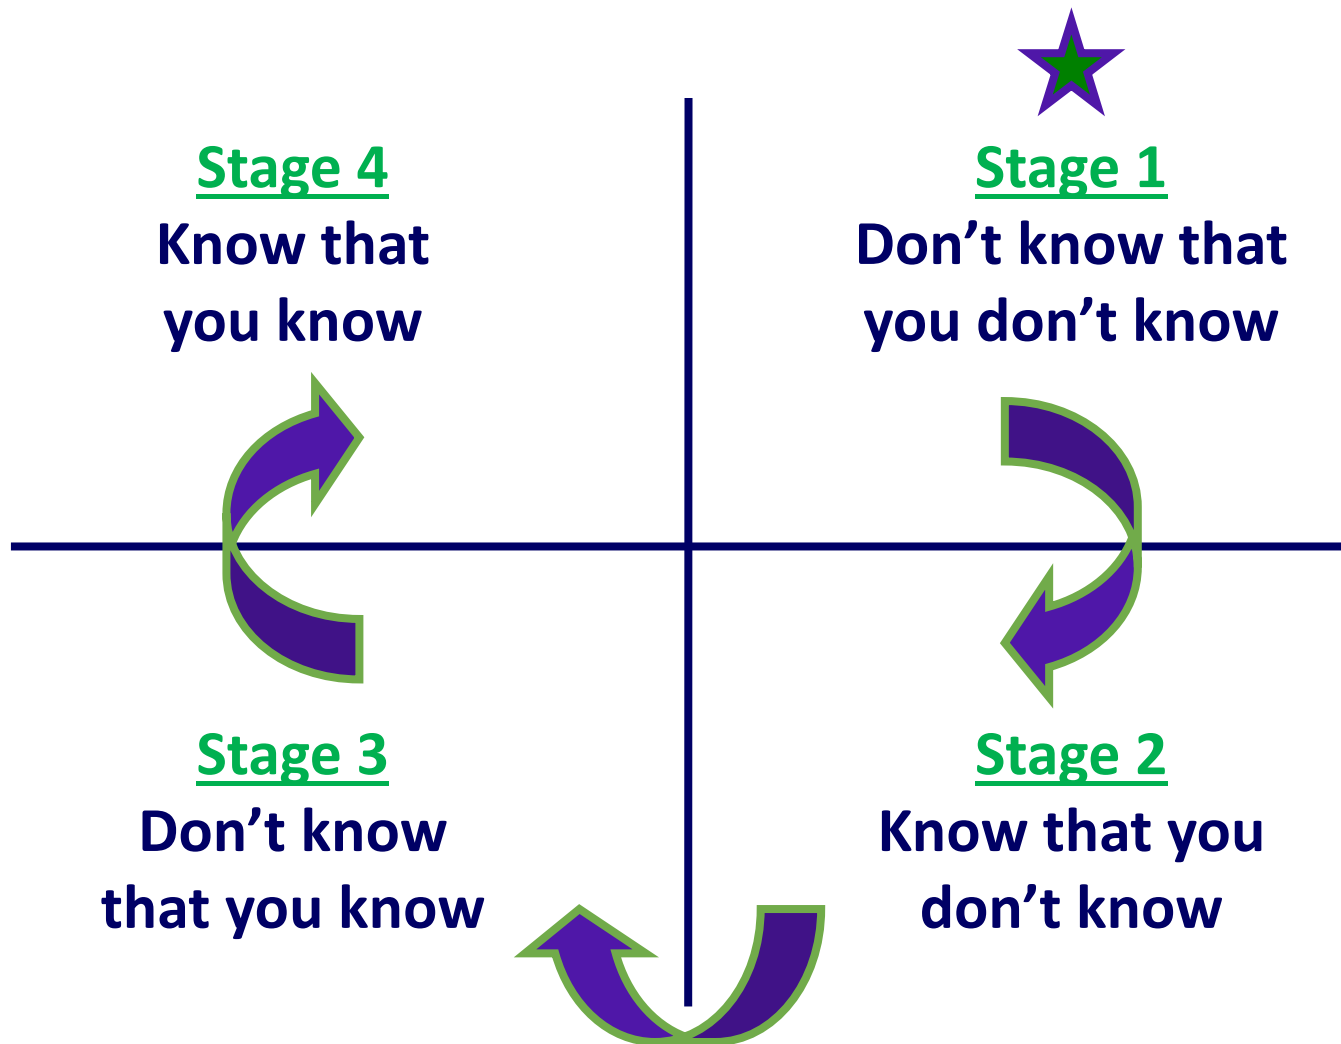 Stage 4
Know that
you know
Stage 1
Don’t know that
you don’t know
Stage 3
Don’t know
that you know
Stage 2
Know that you
don’t know